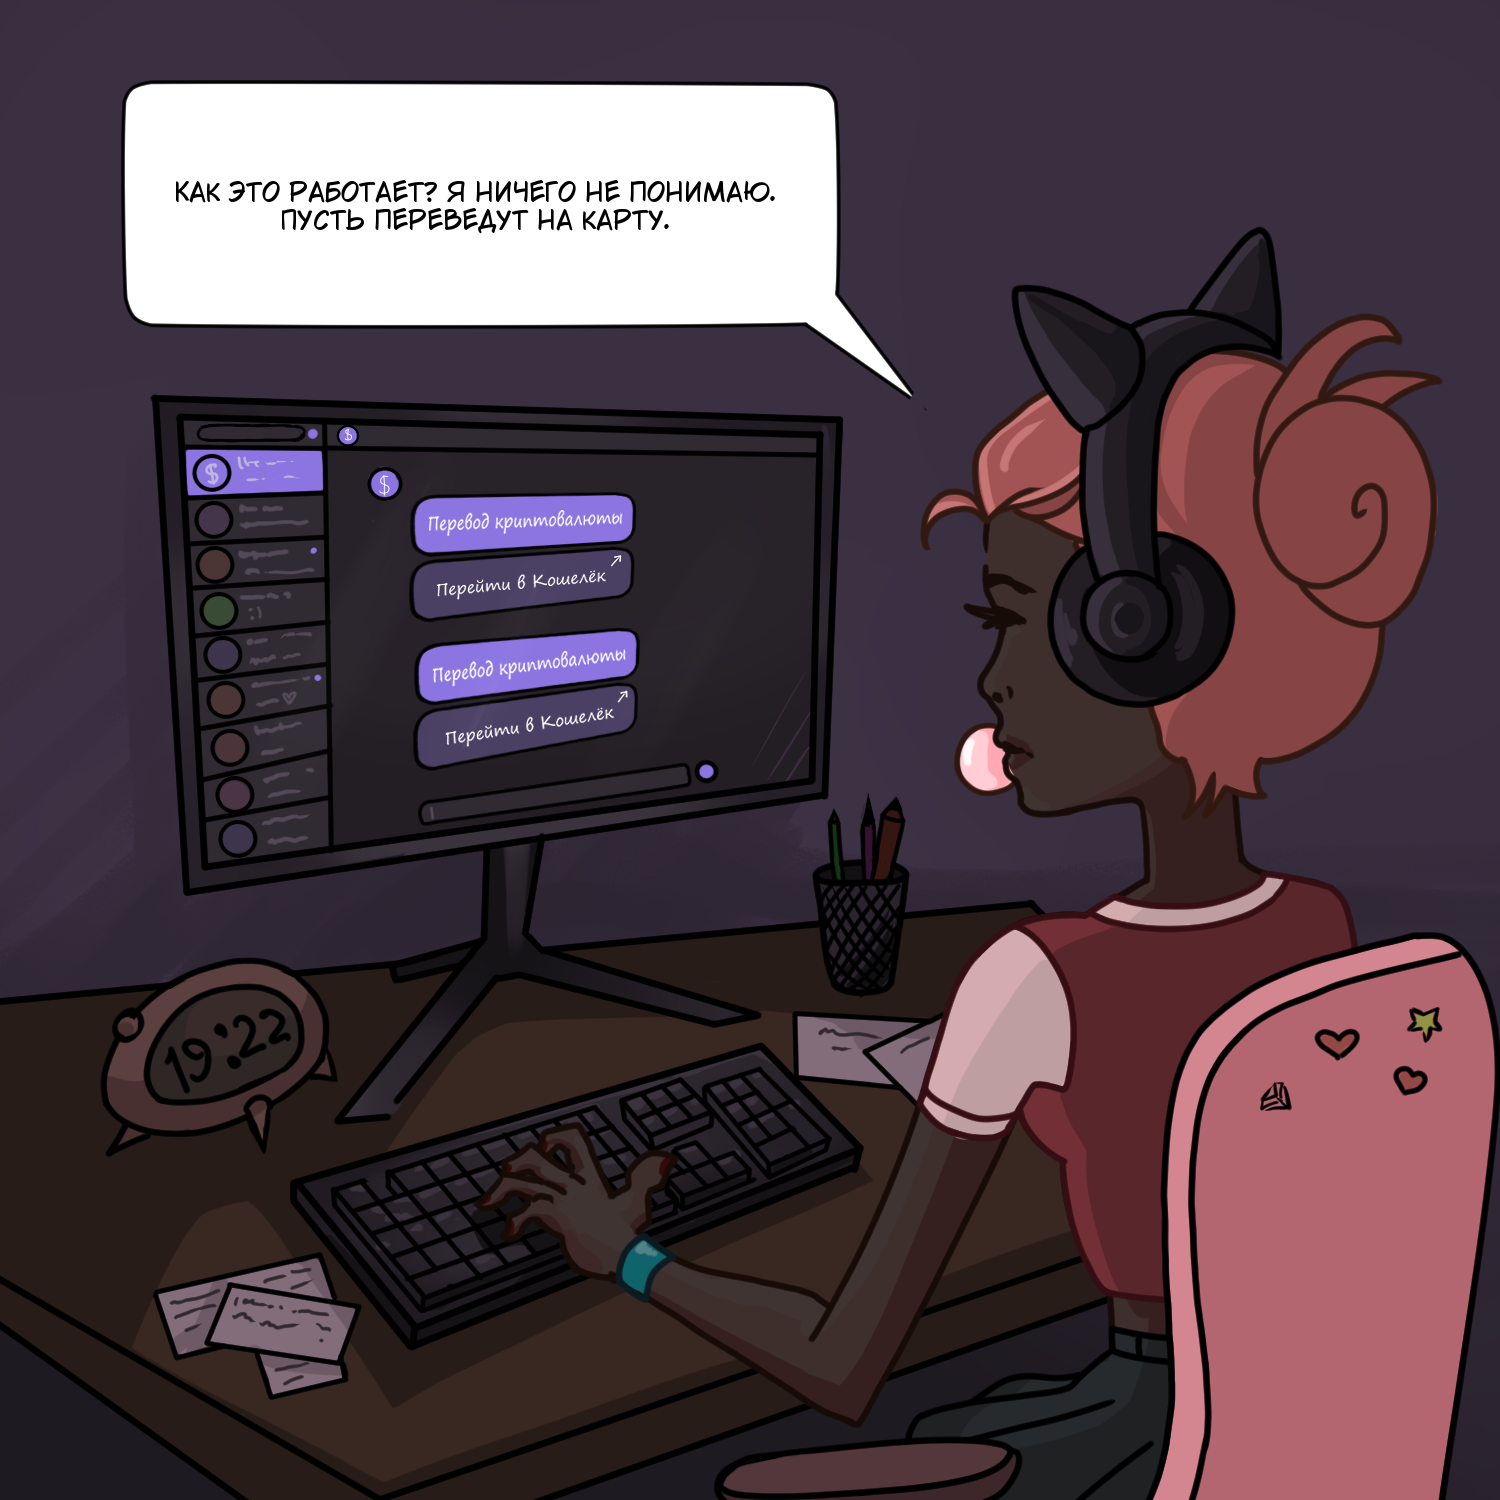 КАК ЭТО РАБОТАЕТ? Я НИЧЕГО НЕ ПОНИМАЮ.
ПУСТЬ ПЕРЕВЕДУТ НА КАРТУ.
$
$
$
Перевод криптовалюты
Перейти в Кошелёк
:)
Перевод криптовалюты
Перейти в Кошелёк
19:22